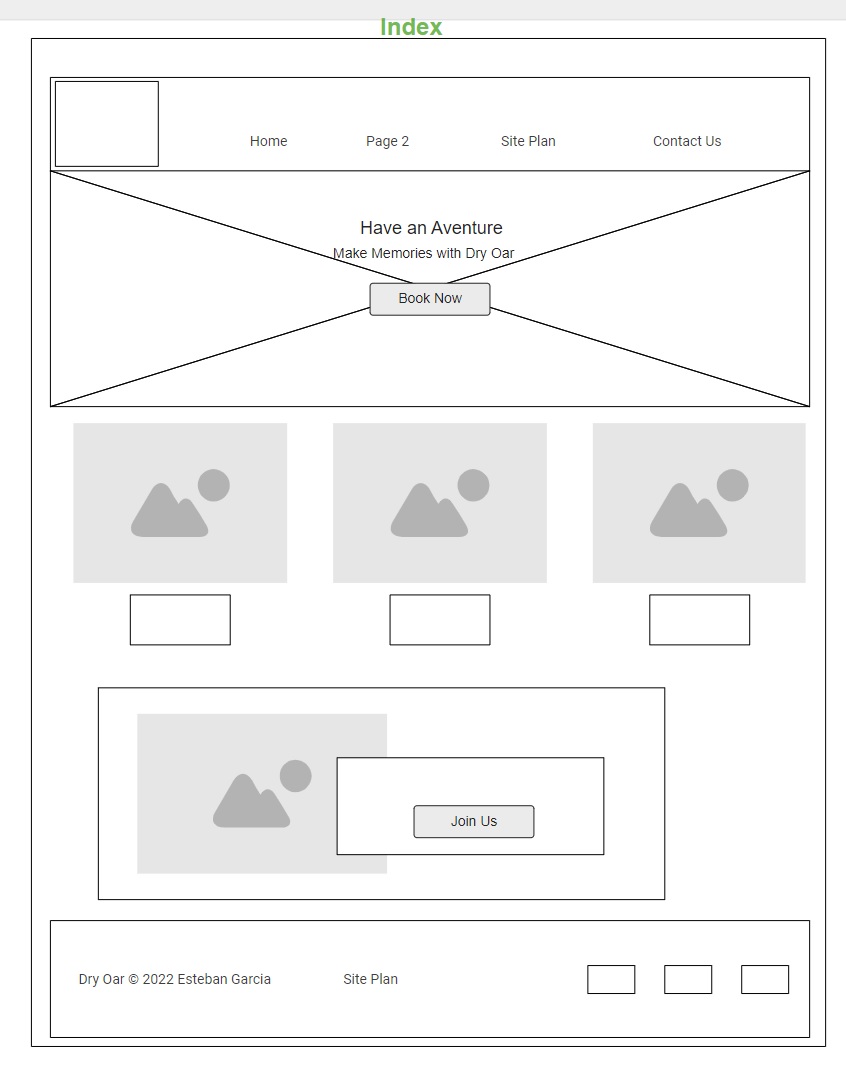 Index
Home Page 2 Site Plan Contact Us
Have an Aventure
Make Memories with Dry Oar
Book Now
Join Us
Dry Oar © 2022 Esteban Garcia Site Plan